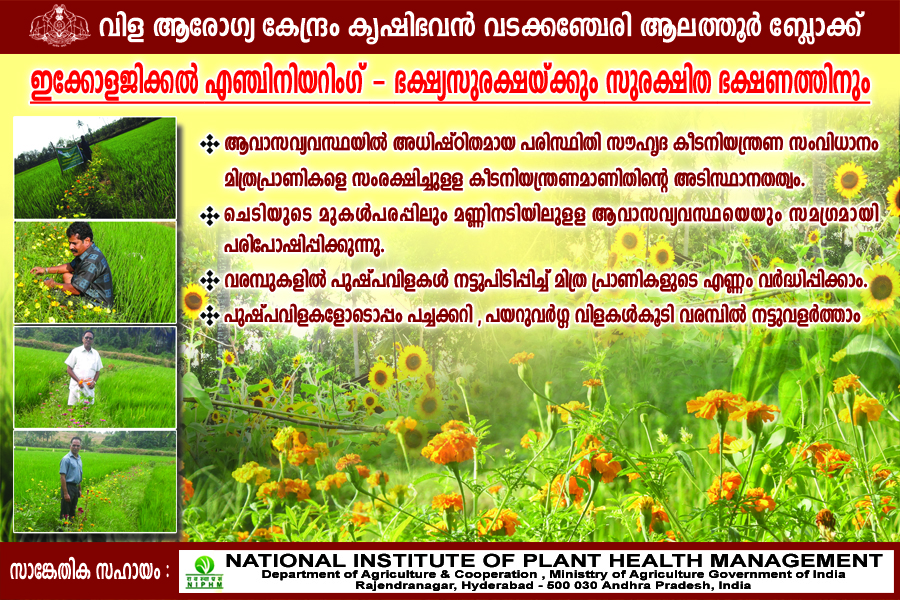 വിള ആരോഗ്യ കേന്ദ്രം കൃഷിഭവൻ വടക്കഞ്ചേരി ആലത്തൂർ ബ്ലോക്ക്
ഇക്കോളജിക്കൽ എഞ്ചിനിയറിംഗ് – ഭക്ഷ്യസുരക്ഷയ്ക്കും സുരക്ഷിത ഭക്ഷണത്തിനും
ആവാസവ്യവസ്ഥയിൽ അധിഷ്ഠിതമായ പരിസ്ഥിതി സൗഹൃദ കീടനിയന്ത്രണ സംവിധാനം
മിത്രപ്രാണികളെ സംരക്ഷിച്ചുളള കീടനിയന്ത്രണമാണിതിന്റെ അടിസ്ഥാനതത്വം.
ചെടിയുടെ മുകൾപരപ്പിലും മണ്ണിനടിയിലുളള ആവാസവ്യവസ്ഥയെയും സമഗ്രമായി
പരിപോഷിപ്പിക്കുന്നു.
വരമ്പുകളിൽ പുഷ്പവിളകൾ നട്ടുപിടിപ്പിച്ച് മിത്ര പ്രാണികളുടെ എണ്ണം വർദ്ധിപ്പിക്കാം.
പുഷ്പവിളകളോടൊപ്പം പച്ചക്കറി , പയറുവർഗ്ഗ വിളകൾകൂടി വരമ്പിൽ നട്ടുവളർത്താം
സാങ്കേതിക സഹായം :
NIPHM
NATIONAL INSTITUTE OF PLANT HEALTH MANAGEMENT
Department of Agriculture & Cooperation , Ministtry of Agriculture Government of India
Rajendranagar, Hyderabad - 500 030 Andhra Pradesh, India